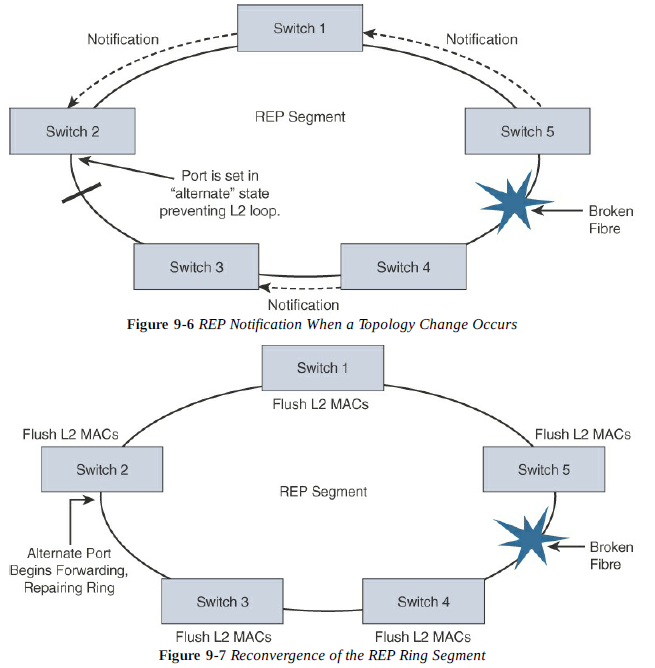 Switch 1
Notification
Notification
REP Segment
Switch 2
Switch 5
Port is set in
“alternate” state
preventing L2 loop.
Broken
Fibre
Switch 3
Switch 4
Notification
Figure 9-6 REP Notification When a Topology Change Occurs
Switch 1
Flush L2 MACs
Flush L2 MACs
Flush L2 MACs
Switch 2
Switch 5
REP Segment
Alternate Port
Begins Forwarding,
Repairing Ring
Broken
Fibre
Switch 3
Switch 4
Flush L2 MACs
Flush L2 MACs
Figure 9-7 Reconvergence of the REP Ring Segment